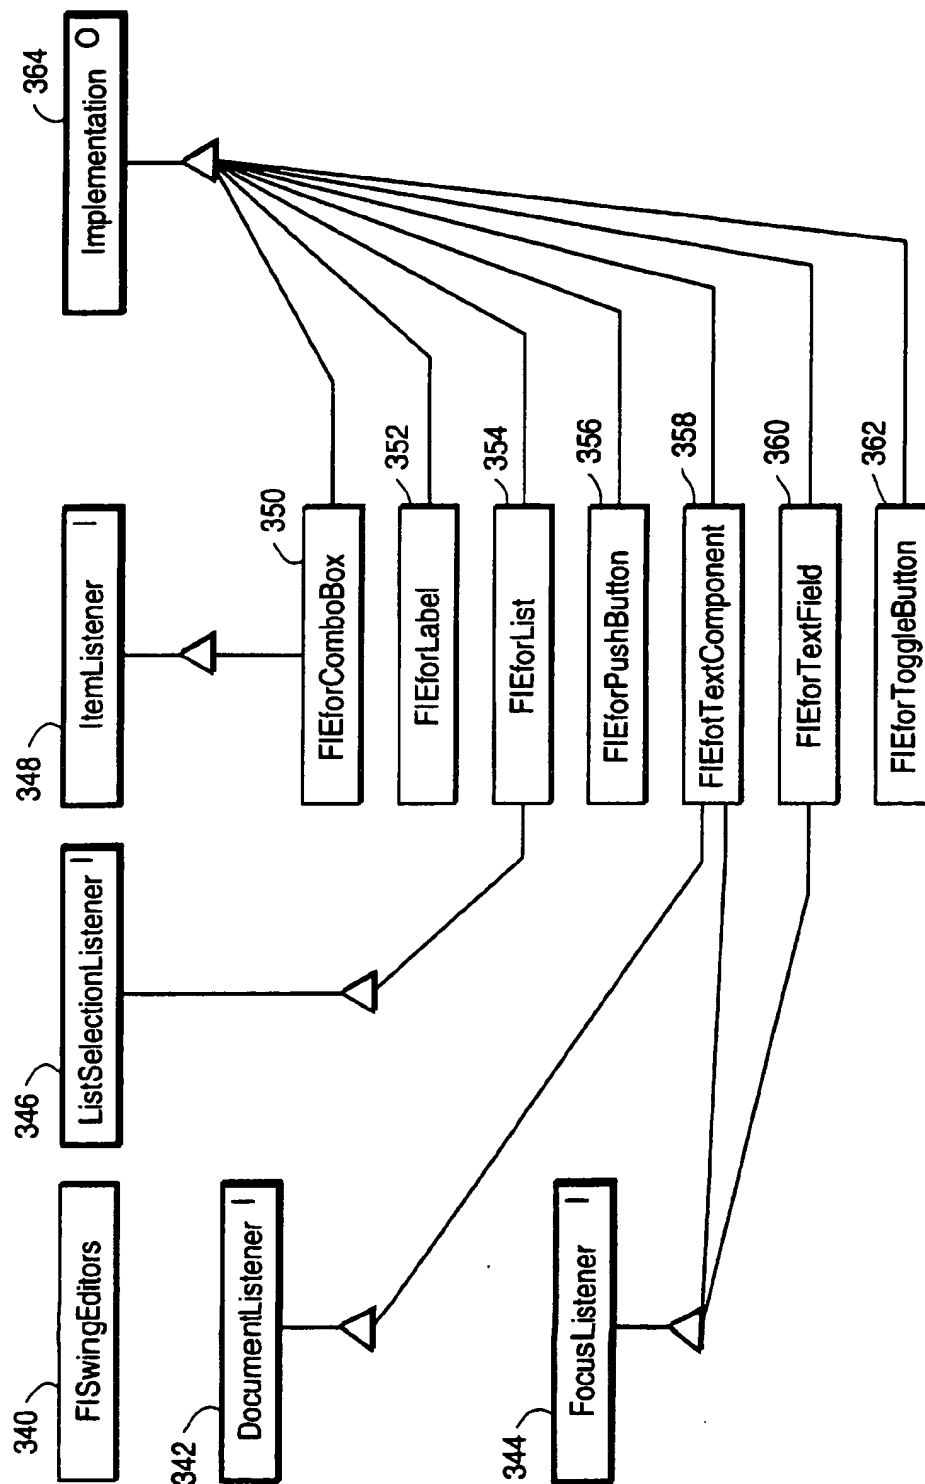 340
FISwingEditors
346
ListSelectionListener I
348
ItemListener I
364
Implementation O
342
DocumentListener I
344
FocusListener I
350
FIEforComboBox
352
FIEforLabel
354
FIEforList
356
FIEforPushButton
358
FIEfotTextComponent
360
FIEforTextField
362
FIEforToggleButton